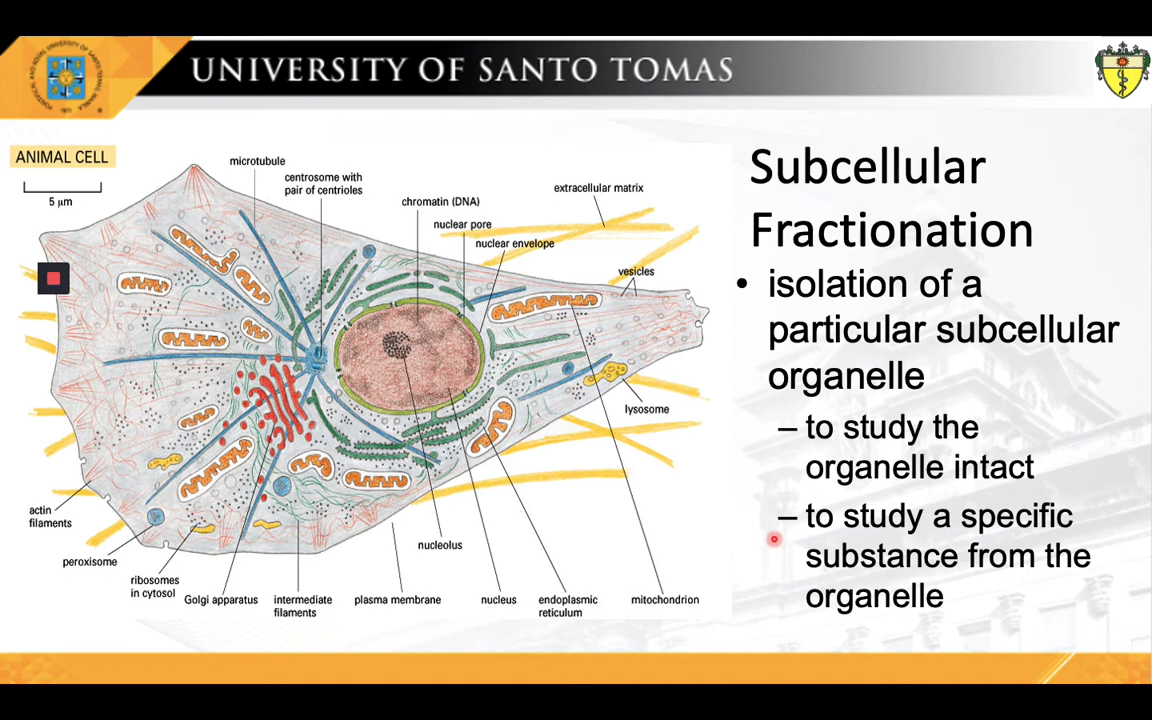 UNIVERSITY OF SANTO TOMAS
ANIMAL CELL
5 µm
microtubule
centrosome with
pair of centrioles
chromatin (DNA)
nuclear pore
nuclear envelope
extracellular matrix
vesicles
lysosome
actin
filaments
peroxisome
ribosomes
in cytosol
Golgi apparatus
intermediate
filaments
plasma membrane
nucleolus
nucleus
endoplasmic
reticulum
mitochondrion
Subcellular
Fractionation
• isolation of a
particular subcellular
organelle
– to study the
organelle intact
– to study a specific
substance from the
organelle